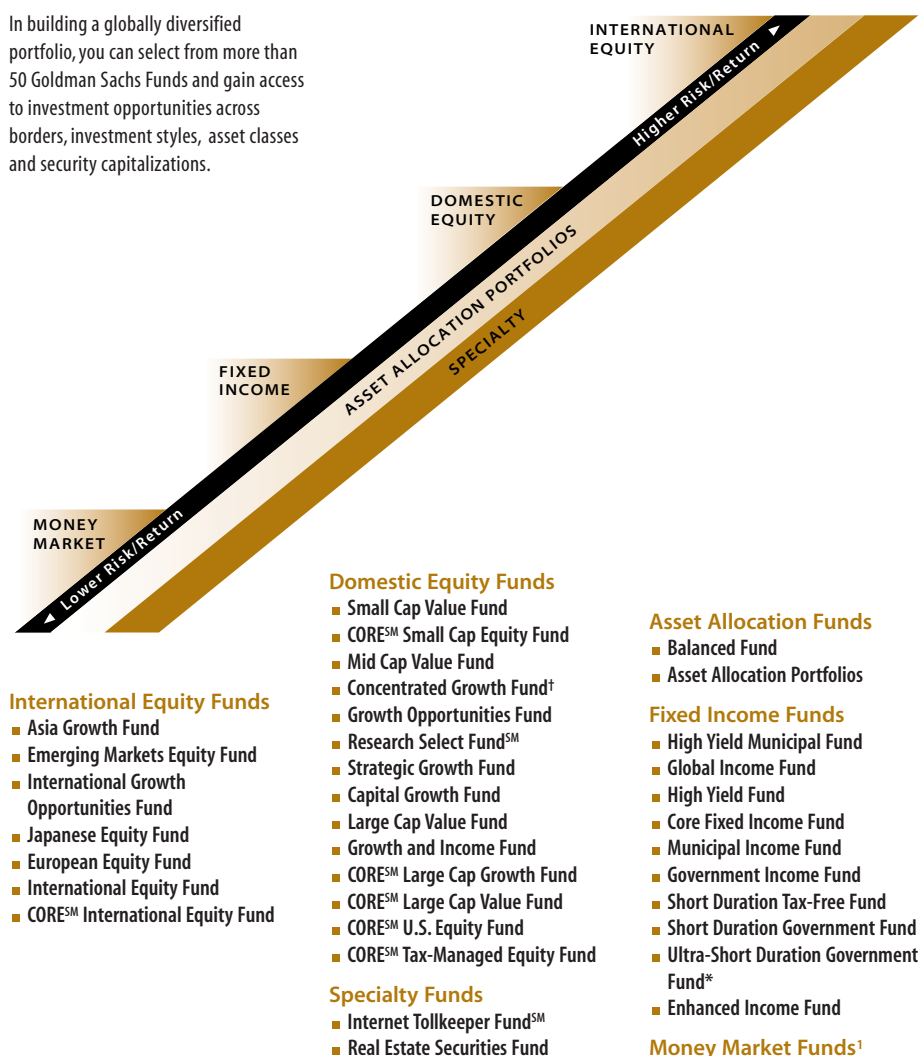 In building a globally diversified
portfolio, you can select from more than
50 Goldman Sachs Funds and gain access
to investment opportunities across
borders, investment styles, asset classes
and security capitalizations.
INTERNATIONAL
EQUITY
Higher Risk/Return
DOMESTIC
EQUITY
ASSET ALLOCATION PORTFOLIOS
SPECIALTY
FIXED
INCOME
MONEY
MARKET
Lower Risk/Return
International Equity Funds
Asia Growth Fund
Emerging Markets Equity Fund
International Growth
Opportunities Fund
Japanese Equity Fund
European Equity Fund
International Equity Fund
CORE℠ International Equity Fund
Domestic Equity Funds
Small Cap Value Fund
CORE℠ Small Cap Equity Fund
Mid Cap Value Fund
Concentrated Growth Fund†
Growth Opportunities Fund
Research Select Fund℠
Strategic Growth Fund
Capital Growth Fund
Large Cap Value Fund
Growth and Income Fund
CORE℠ Large Cap Growth Fund
CORE℠ Large Cap Value Fund
CORE℠ U.S. Equity Fund
CORE℠ Tax-Managed Equity Fund
Specialty Funds
Internet Tollkeeper Fund℠
Real Estate Securities Fund
Asset Allocation Funds
Balanced Fund
Asset Allocation Portfolios
Fixed Income Funds
High Yield Municipal Fund
Global Income Fund
High Yield Fund
Core Fixed Income Fund
Municipal Income Fund
Government Income Fund
Short Duration Tax-Free Fund
Short Duration Government Fund
Ultra-Short Duration Government
Fund*
Enhanced Income Fund
Money Market Funds¹